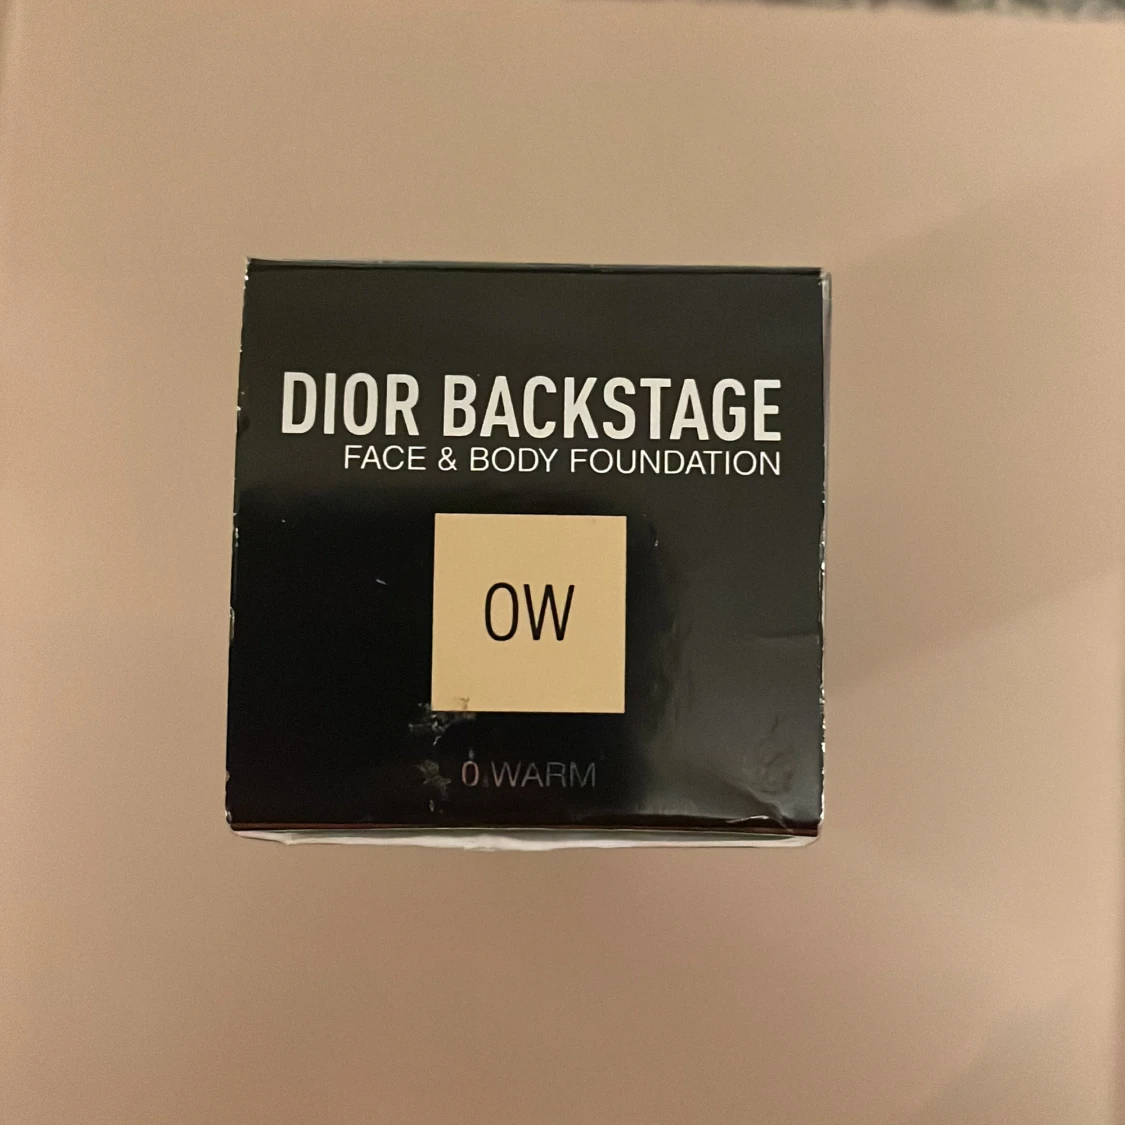 DIOR BACKSTAGE
FACE & BODY FOUNDATION
0W
0 WARM